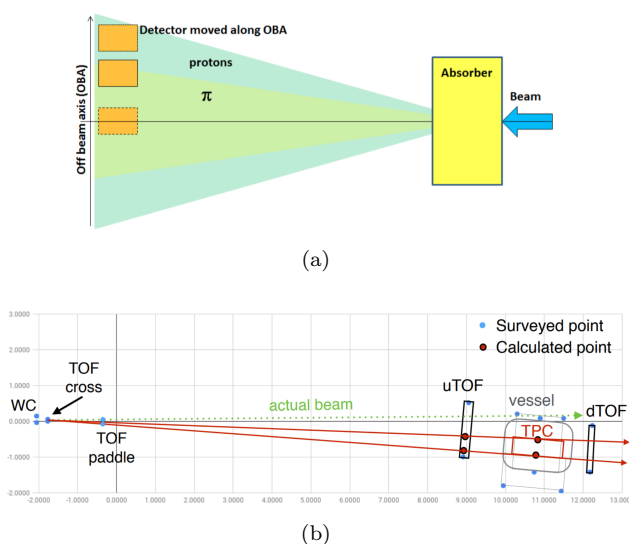 Detector moved along OBA
Off beam axis (OBA)
protons
π
Absorber
Beam
(a)
3.0000
2.0000
1.0000
0.0000
-1.0000
-2.0000
Surveyed point
Calculated point
TOF
cross
WC
TOF
paddle
actual beam
uTOF
vessel
dTOF
TPC
-2.0000 -1.0000 0.0000 1.0000 2.0000 3.0000 4.0000 5.0000 6.0000 7.0000 8.0000 9.0000 10.0000 11.0000 12.0000 13.0000
(b)